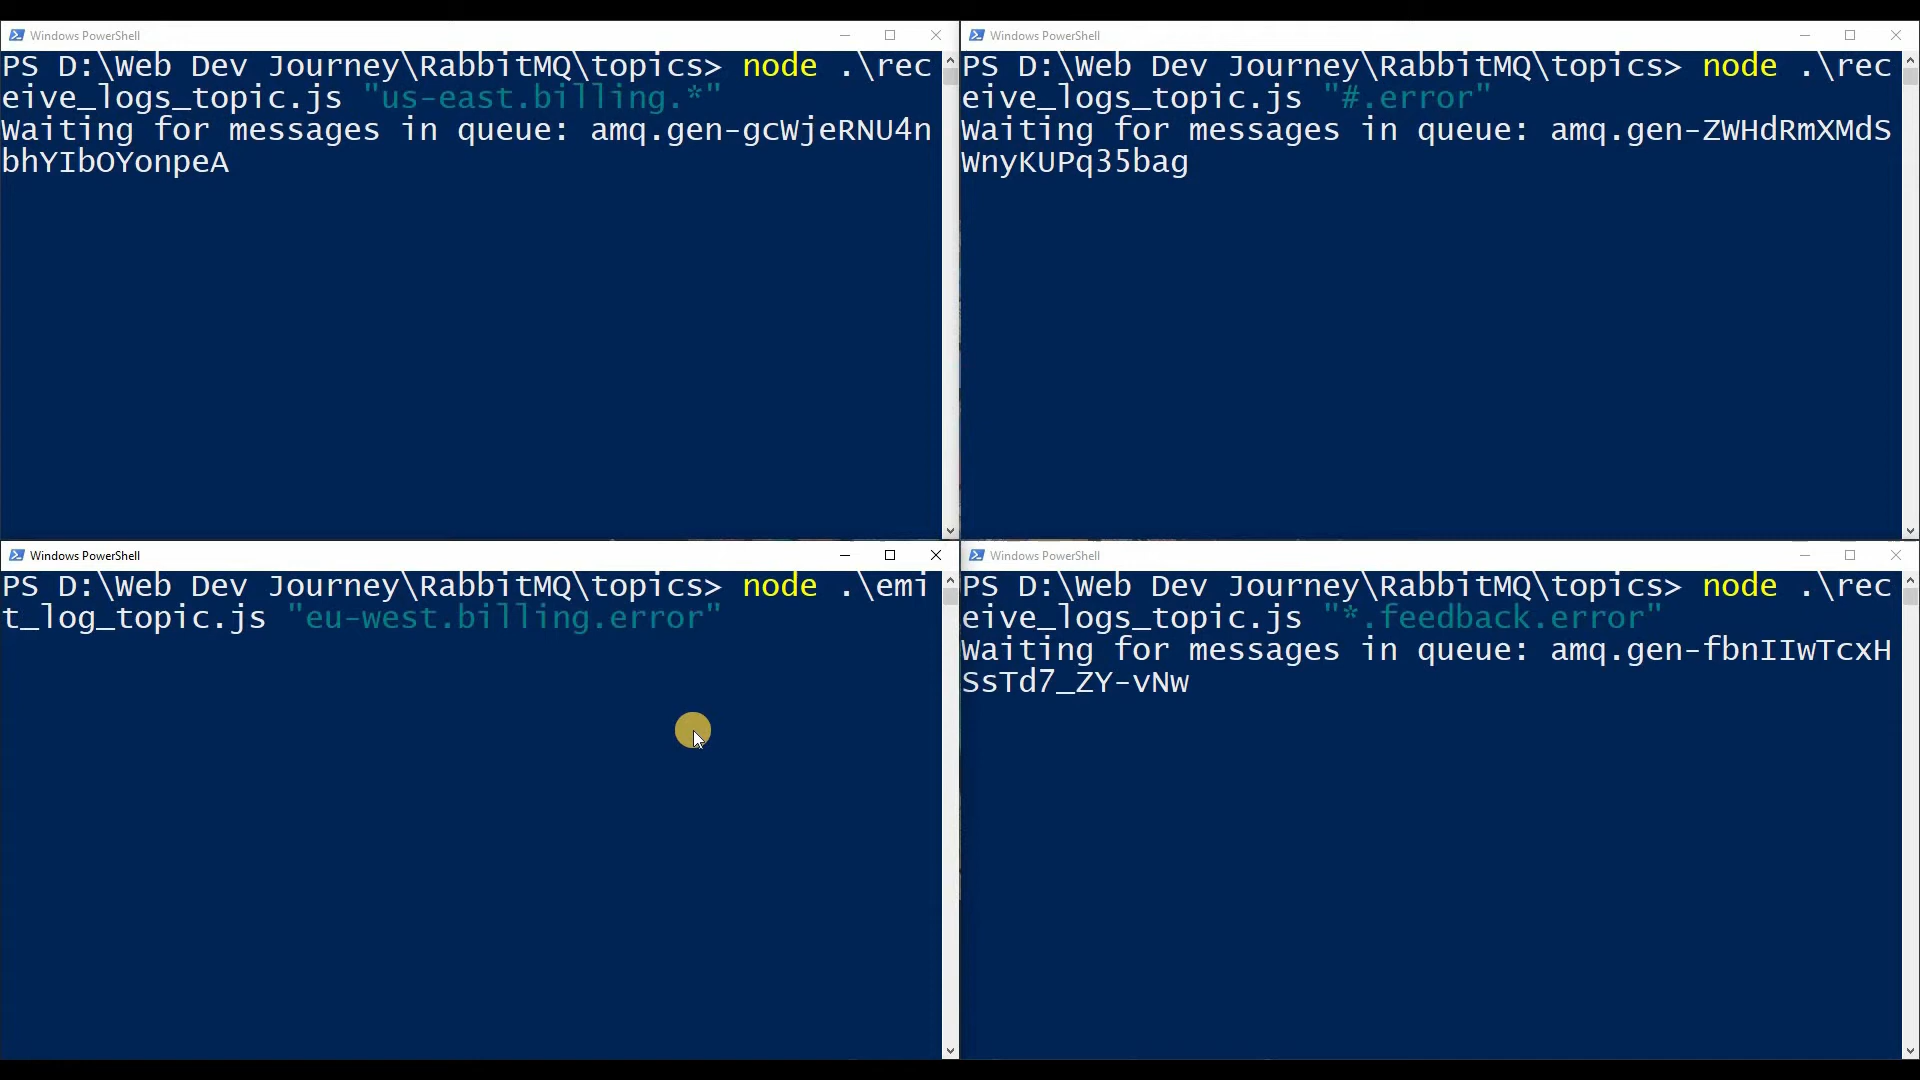 Windows PowerShell
PS D:\Web Dev Journey\RabbitMQ\topics> node .\rec
eive_logs_topic.js "us-east.billing.*"
Waiting for messages in queue: amq.gen-gcWjeRNU4n
bhYIbOYonpeA
Windows PowerShell
PS D:\Web Dev Journey\RabbitMQ\topics> node .\rec
eive_logs_topic.js "#.error"
Waiting for messages in queue: amq.gen-ZWHdRmXMdS
WnyKUPq35bag
Windows PowerShell
PS D:\Web Dev Journey\RabbitMQ\topics> node .\emi
t_log_topic.js "eu-west.billing.error"
Windows PowerShell
PS D:\Web Dev Journey\RabbitMQ\topics> node .\rec
eive_logs_topic.js "*.feedback.error"
Waiting for messages in queue: amq.gen-fbnIIwTcxH
SsTd7_ZY-vNw